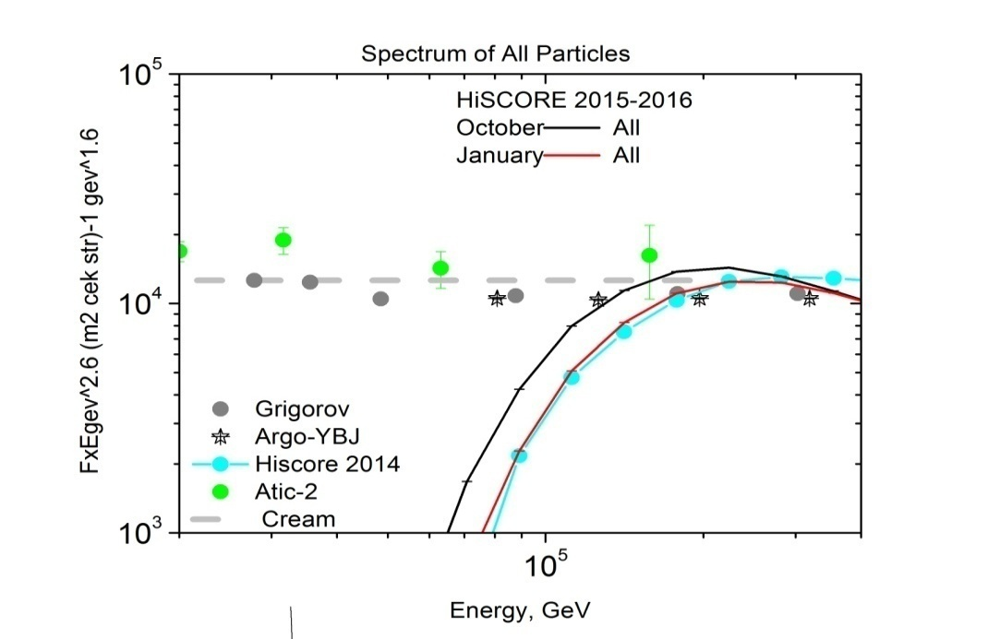 Spectrum of All Particles
10^5
HiSCORE 2015-2016
October All
January All
FxEgev^2.6 (m2 cek str)-1 gev^1.6
10^4
Grigorov
Argo-YBJ
Hiscore 2014
Atic-2
Cream
10^3
10^5
Energy, GeV